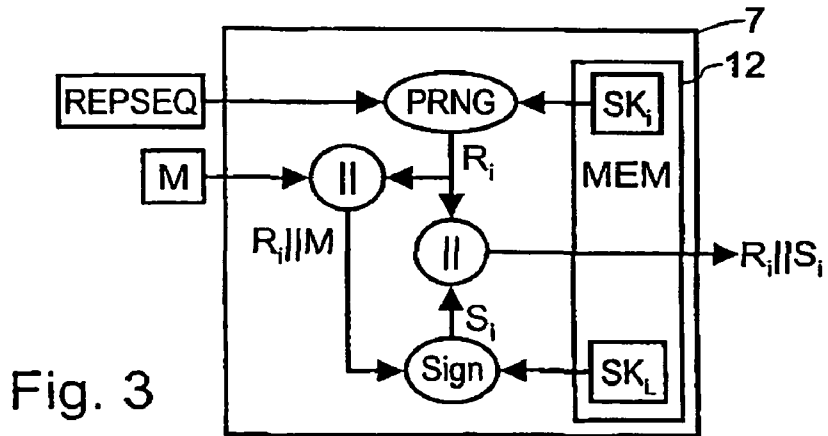 7
12
REPSEQ
PRNG
SKi
M
||
Ri
MEM
Ri||M
||
Ri||Si
Si
Sign
SKL
Fig. 3